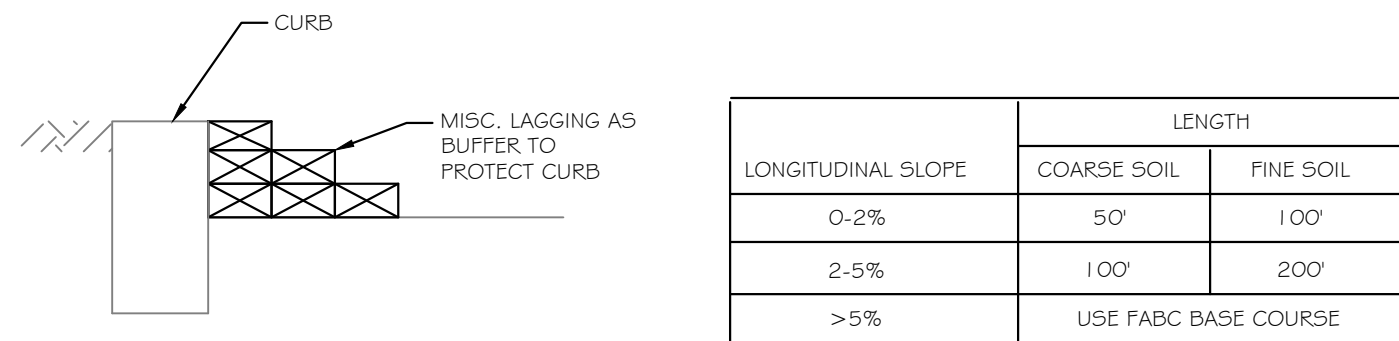 CURB
MISC. LAGGING AS
BUFFER TO
PROTECT CURB
LENGTH
LONGITUDINAL SLOPE COARSE SOIL FINE SOIL
0-2% 50' 100'
2-5% 100' 200'
>5% USE FABC BASE COURSE